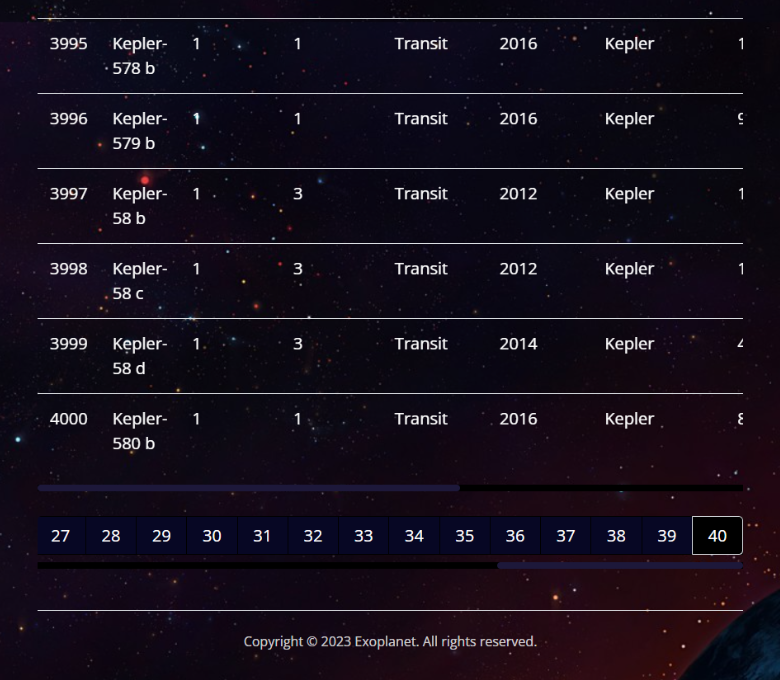 3995 Kepler- 1 1 Transit 2016 Kepler 1
578 b
3996 Kepler- 1 1 Transit 2016 Kepler
579 b
3997 Kepler- 1 3 Transit 2012 Kepler 1
58 b
3998 Kepler- 1 3 Transit 2012 Kepler 1
58 c
3999 Kepler- 1 3 Transit 2014 Kepler
58 d
4000 Kepler- 1 1 Transit 2016 Kepler
580 b
27 28 29 30 31 32 33 34 35 36 37 38 39 40
Copyright © 2023 Exoplanet. All rights reserved.